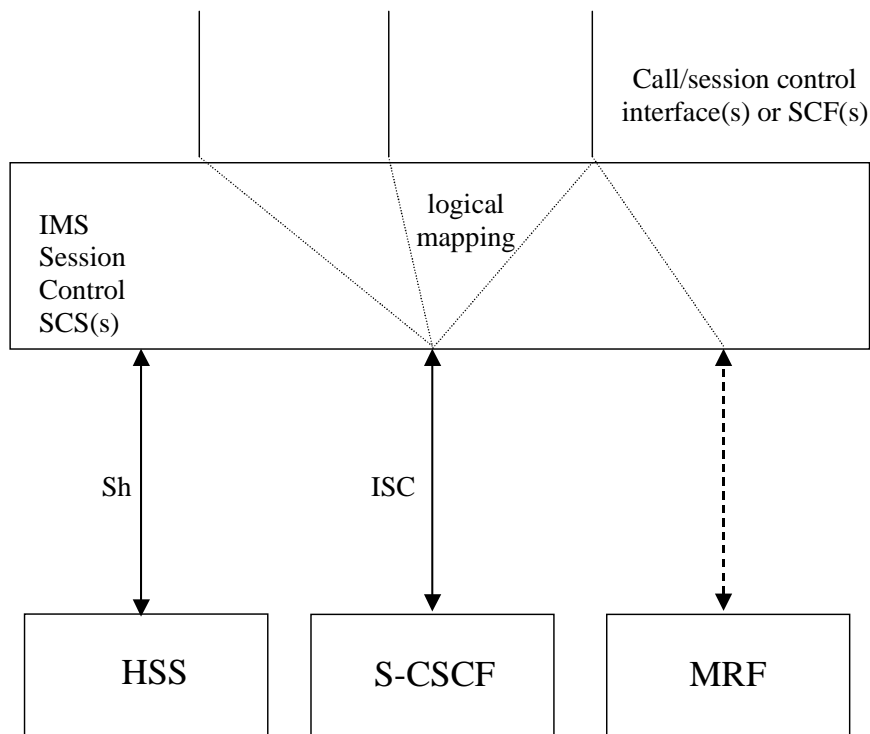 Call/session control
interface(s) or SCF(s)
logical
mapping
IMS
Session
Control
SCS(s)
Sh
ISC
HSS
S-CSCF
MRF